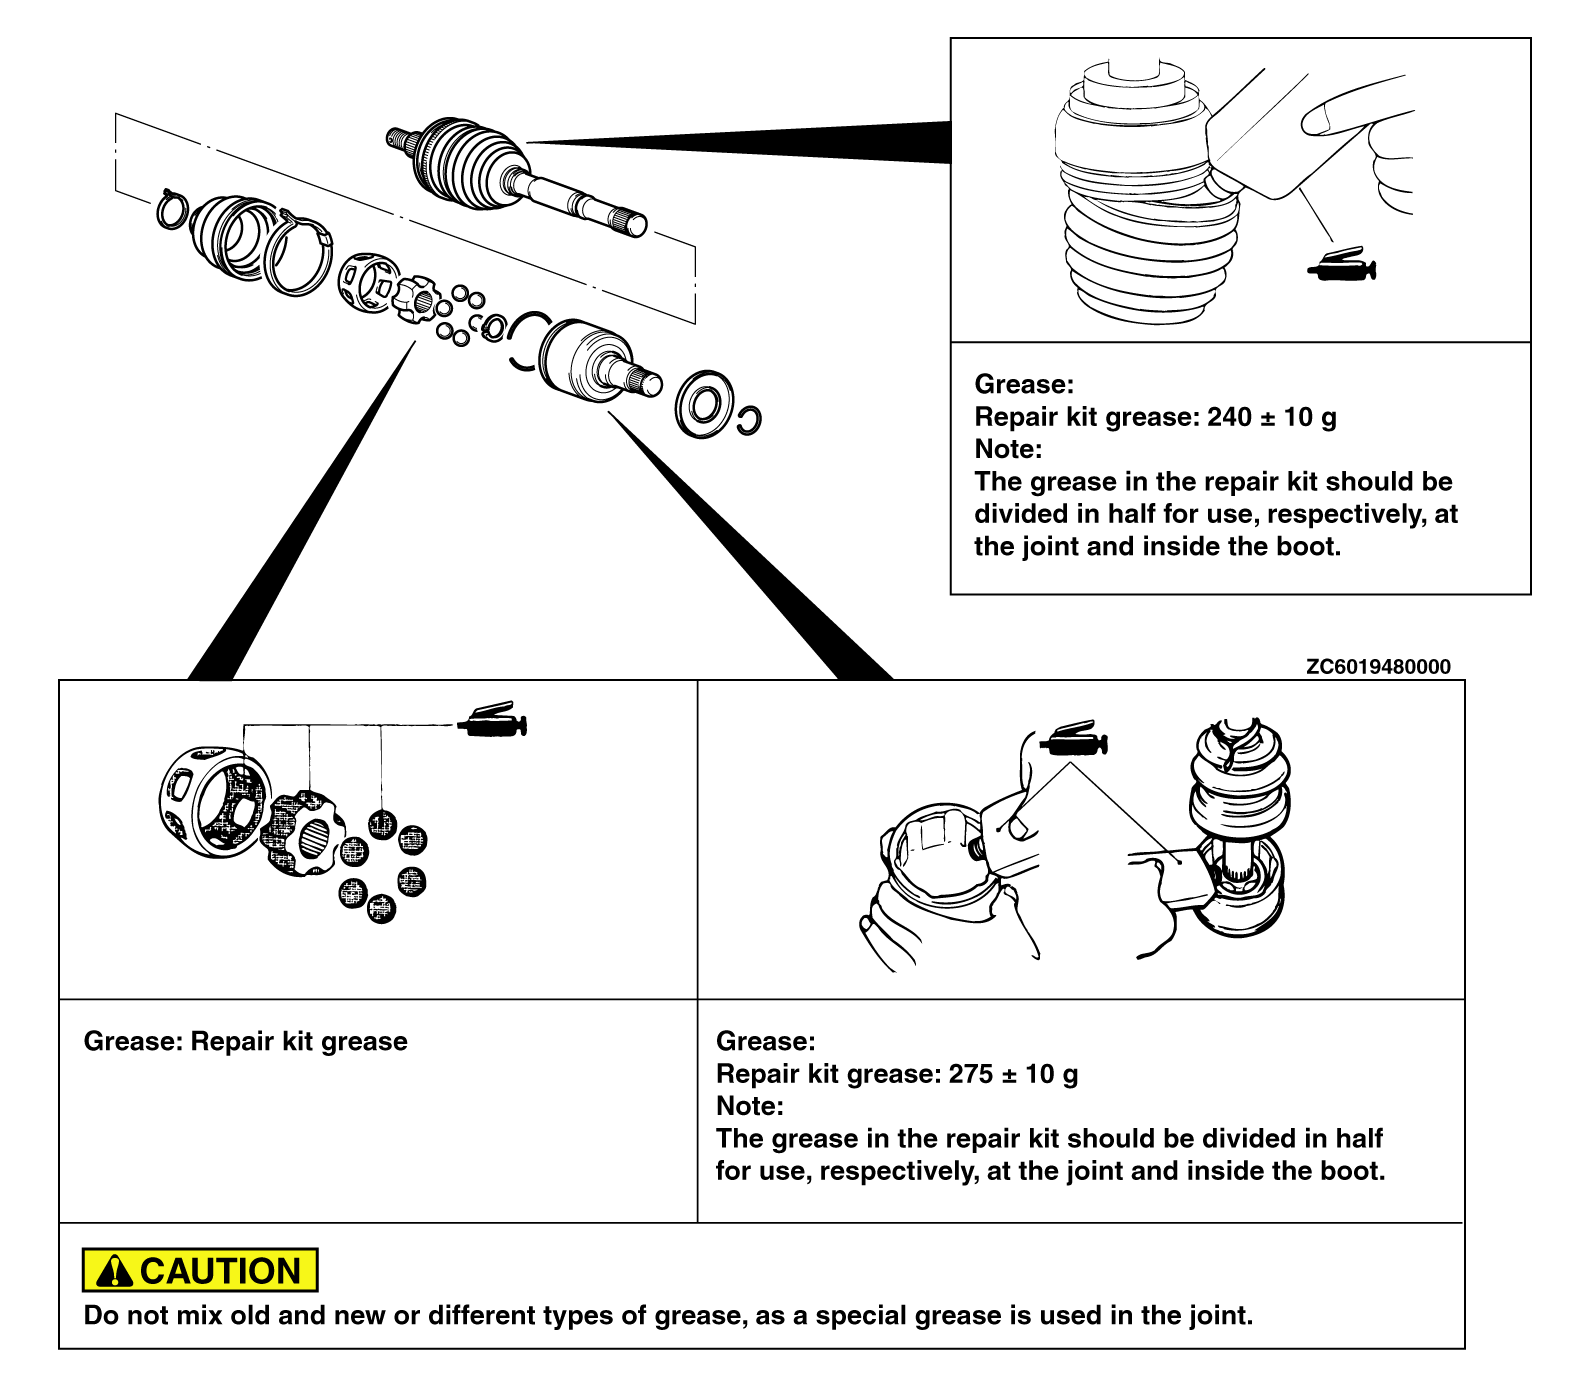 Grease:
Repair kit grease: 240 ± 10 g
Note:
The grease in the repair kit should be
divided in half for use, respectively, at
the joint and inside the boot.
ZC6019480000
Grease: Repair kit grease
Grease:
Repair kit grease: 275 ± 10 g
Note:
The grease in the repair kit should be divided in half
for use, respectively, at the joint and inside the boot.
CAUTION
Do not mix old and new or different types of grease, as a special grease is used in the joint.